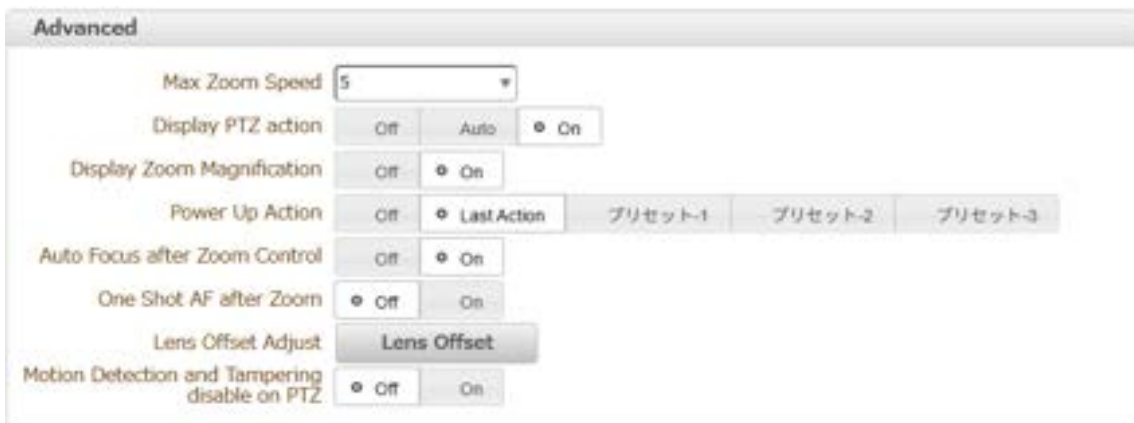 Advanced
Max Zoom Speed 5
Display PTZ action Off Auto On
Display Zoom Magnification Off On
Power Up Action Off Last Action プリセット-1 プリセット-2 プリセット-3
Auto Focus after Zoom Control Off On
One Shot AF after Zoom Off On
Lens Offset Adjust Lens Offset
Motion Detection and Tampering
disable on PTZ Off On